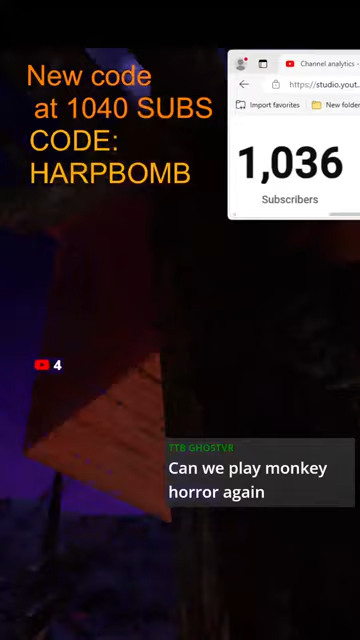 New code
at 1040 SUBS
CODE:
HARPBOMB
Channel analytics -
https://studio.yout
Import favorites
New folder
1,036
Subscribers
4
TTB GHOSTVR
Can we play monkey
horror again